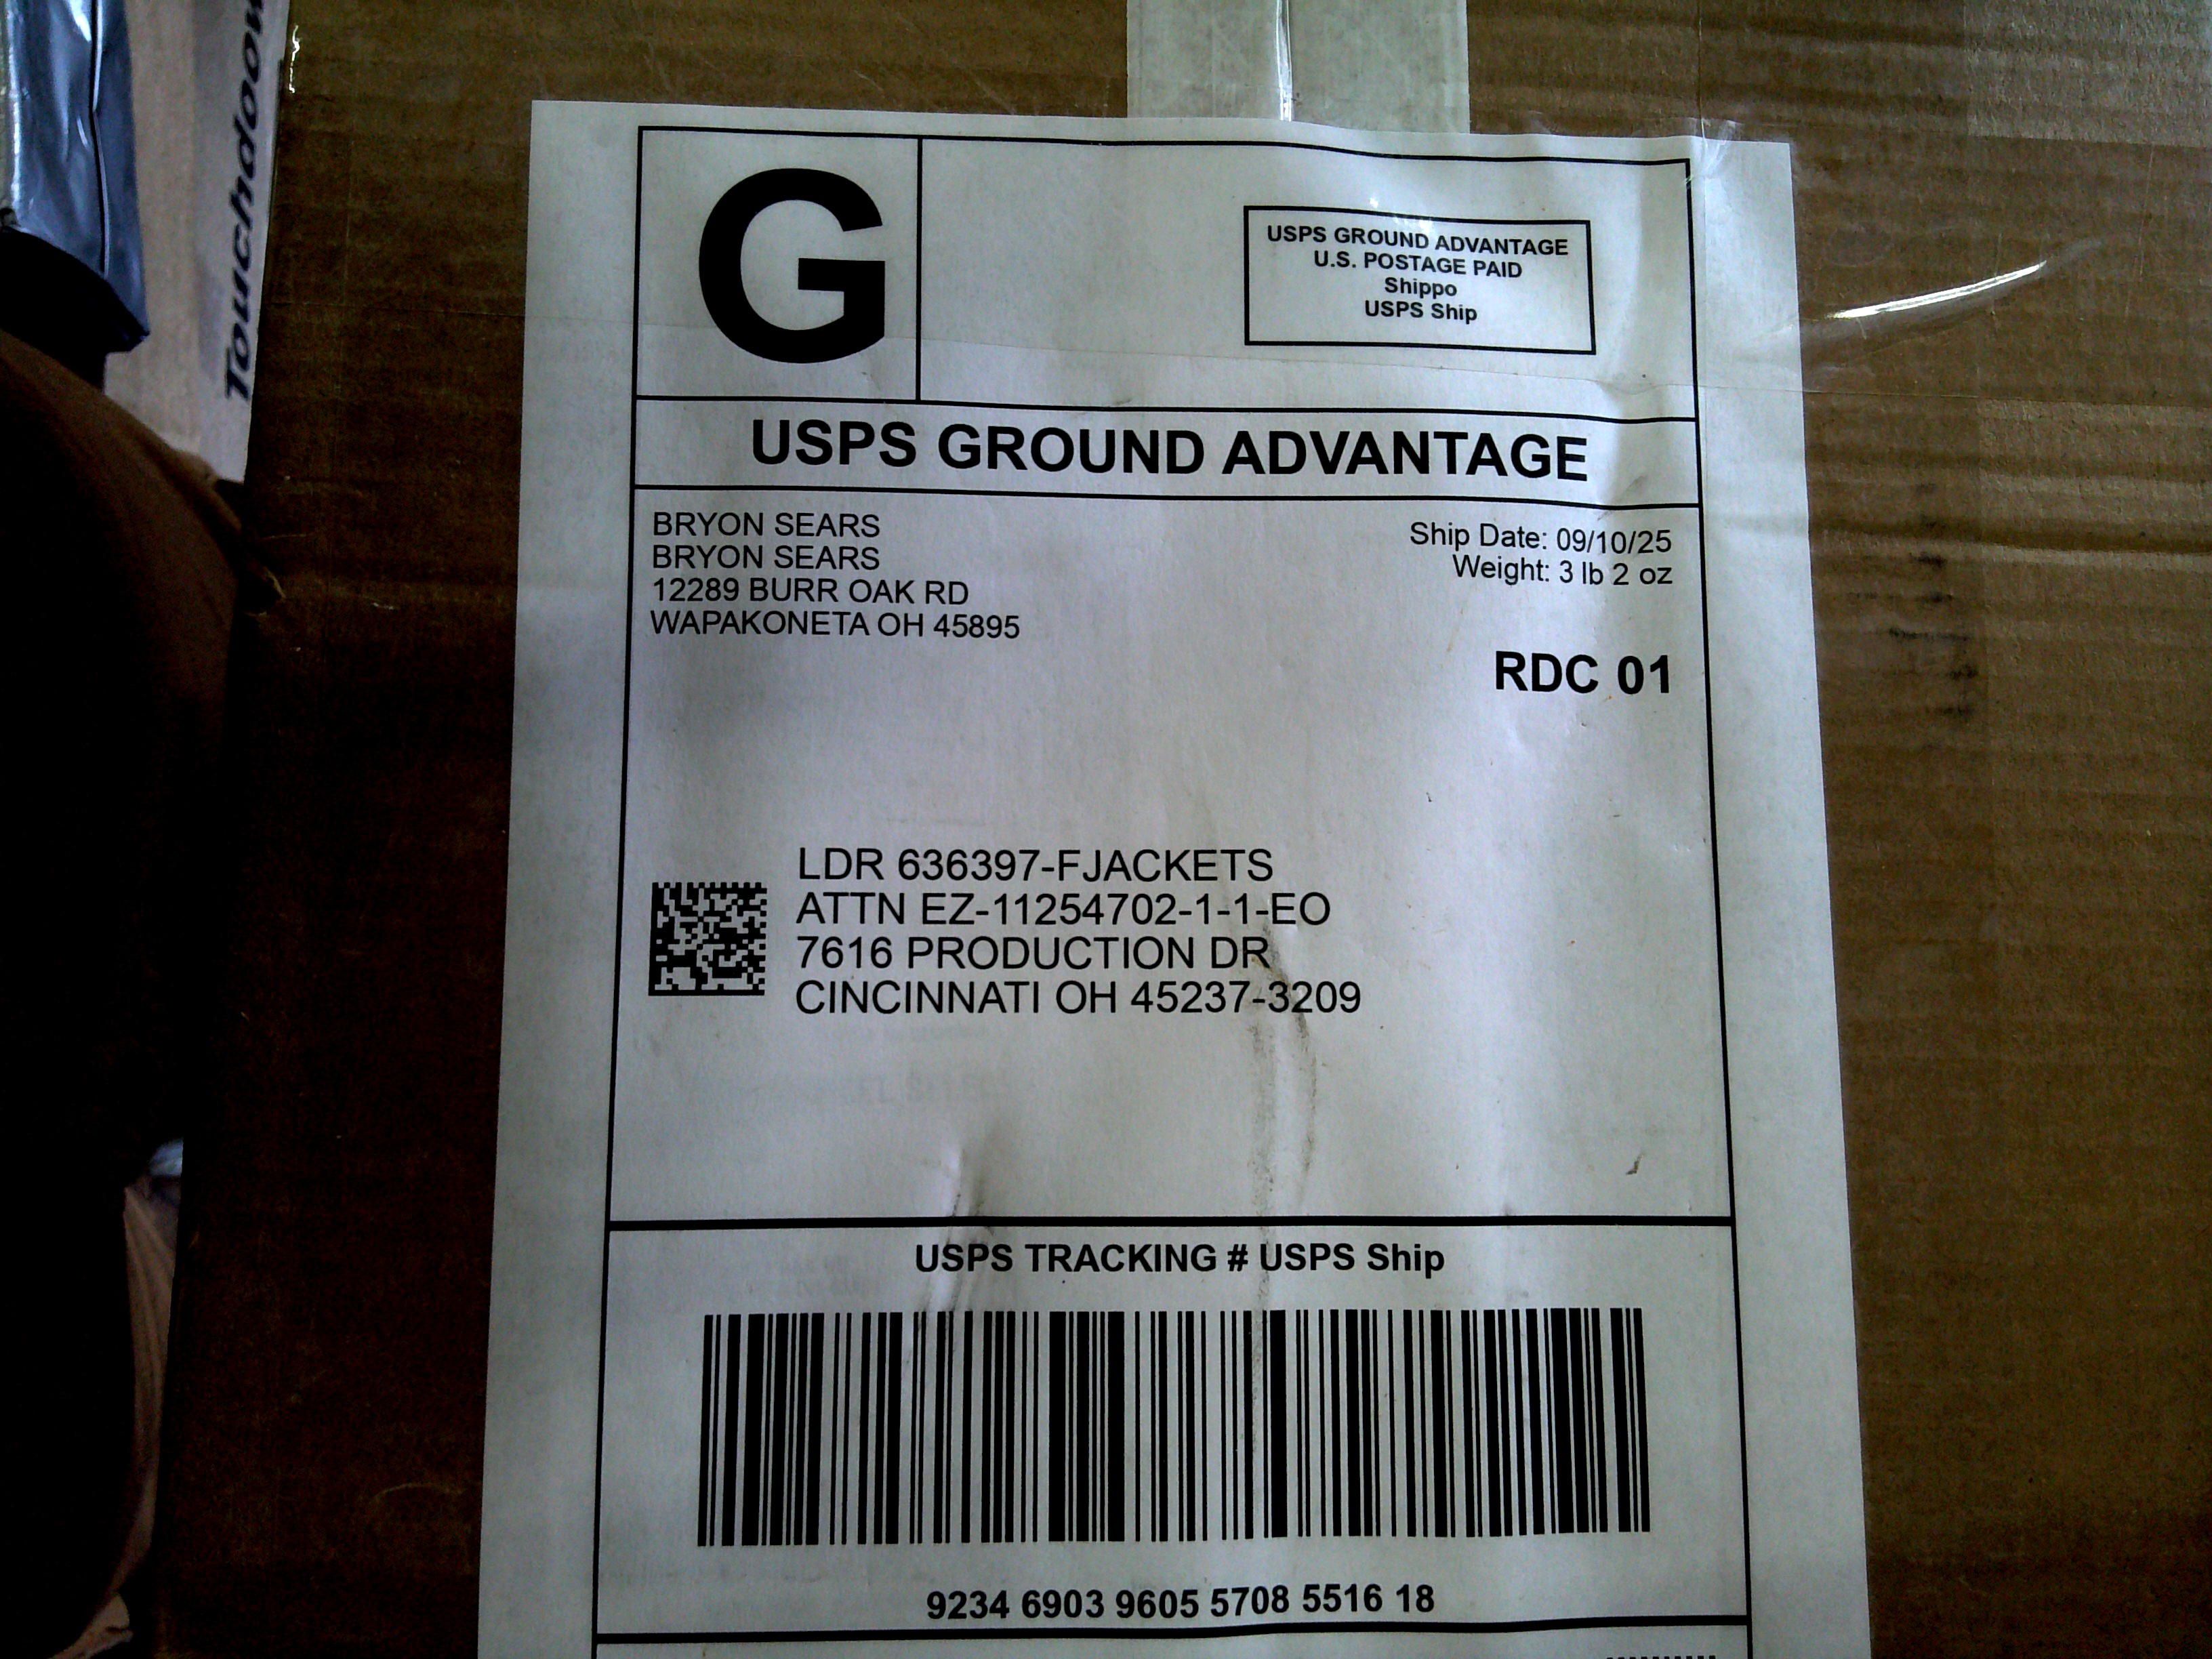 Touchdown
G
USPS GROUND ADVANTAGE
U.S. POSTAGE PAID
Shippo
USPS Ship
USPS GROUND ADVANTAGE
BRYON SEARS
BRYON SEARS
12289 BURR OAK RD
WAPAKONETA OH 45895
Ship Date: 09/10/25
Weight: 3 lb 2 oz
RDC 01
LDR 636397-FJACKETS
ATTN EZ-11254702-1-1-EO
7616 PRODUCTION DR
CINCINNATI OH 45237-3209
USPS TRACKING # USPS Ship
9234 6903 9605 5708 5516 18